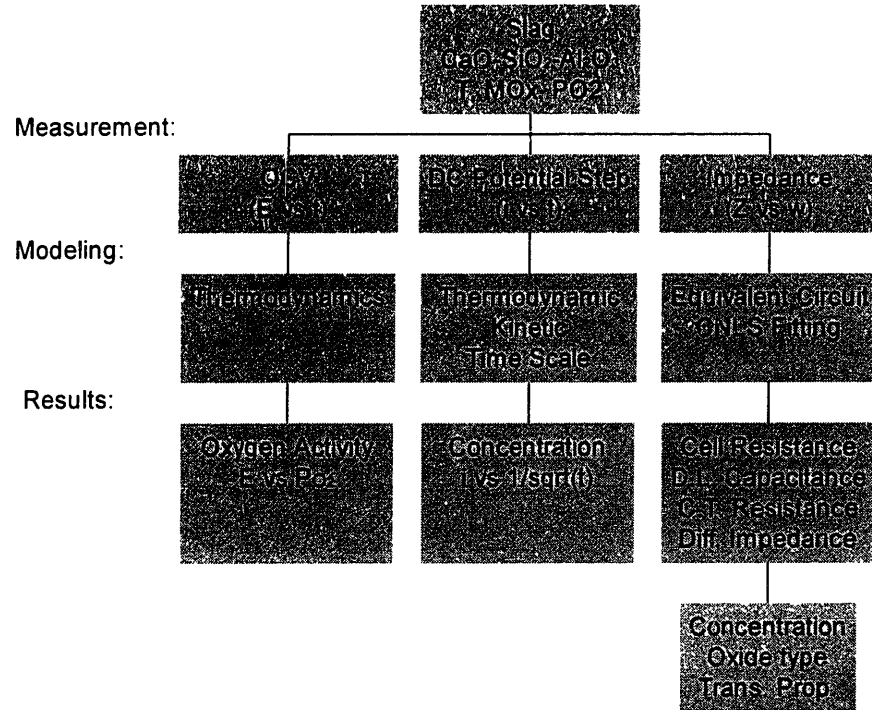 Slag
CaO-SiO2-Al2O3
T, MOx, PO2
Measurement:
(E vs t)
DC Potential Step
(I vs t)
Impedance
(Z vs w)
Modeling:
Thermodynamics
Thermodynamic
Kinetic
Time Scale
Equivalent Circuit
CNLS Fitting
Results:
Oxygen Activity
E vs Po2
Concentration
I vs 1/sqrt(t)
Cell Resistance
D.L. Capacitance
C.T. Resistance
Diff. Impedance
Concentration
Oxide type
Trans. Prop.